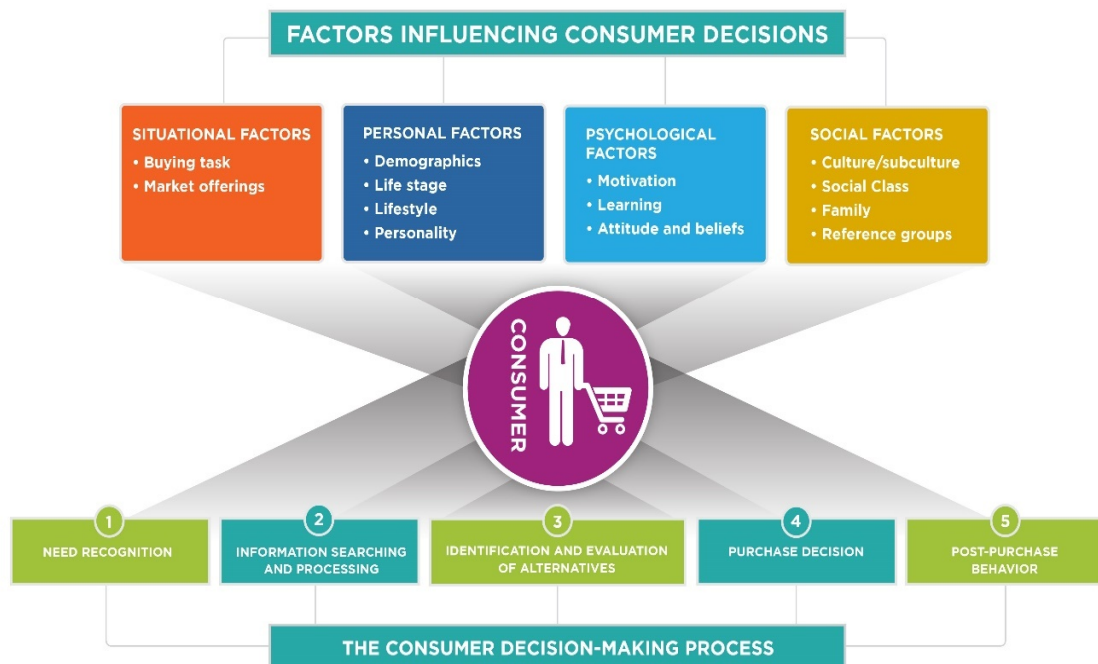 FACTORS INFLUENCING CONSUMER DECISIONS
SITUATIONAL FACTORS
• Buying task
• Market offerings
PERSONAL FACTORS
• Demographics
• Life stage
• Lifestyle
• Personality
PSYCHOLOGICAL
FACTORS
• Motivation
• Learning
• Attitude and beliefs
SOCIAL FACTORS
• Culture/subculture
• Social Class
• Family
• Reference groups
CONSUMER
1
NEED RECOGNITION
2
INFORMATION SEARCHING
AND PROCESSING
3
IDENTIFICATION AND EVALUATION
OF ALTERNATIVES
4
PURCHASE DECISION
5
POST-PURCHASE
BEHAVIOR
THE CONSUMER DECISION-MAKING PROCESS